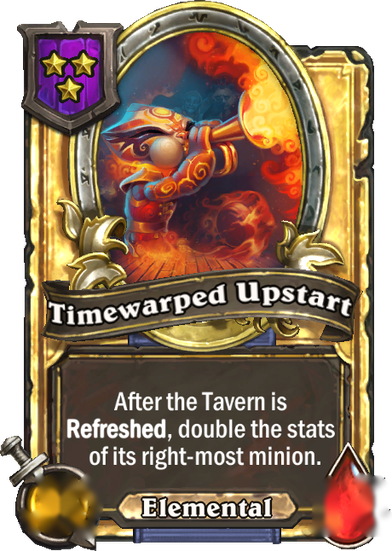 Timewarped Upstart
After the Tavern is
Refreshed, double the stats
of its right-most minion.
Elemental